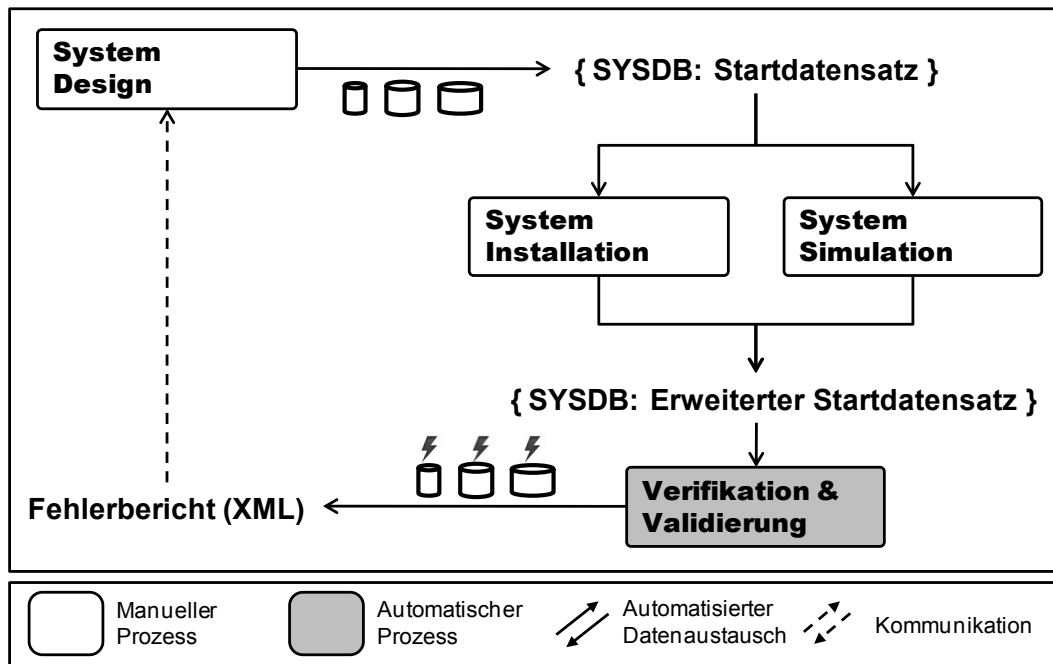 System
Design
{ SYSDB: Startdatensatz }
System
Installation
System
Simulation
{ SYSDB: Erweiterter Startdatensatz }
Verifikation &
Validierung
Fehlerbericht (XML)
Manueller
Prozess
Automatischer
Prozess
Automatisierter
Datenaustausch
Kommunikation